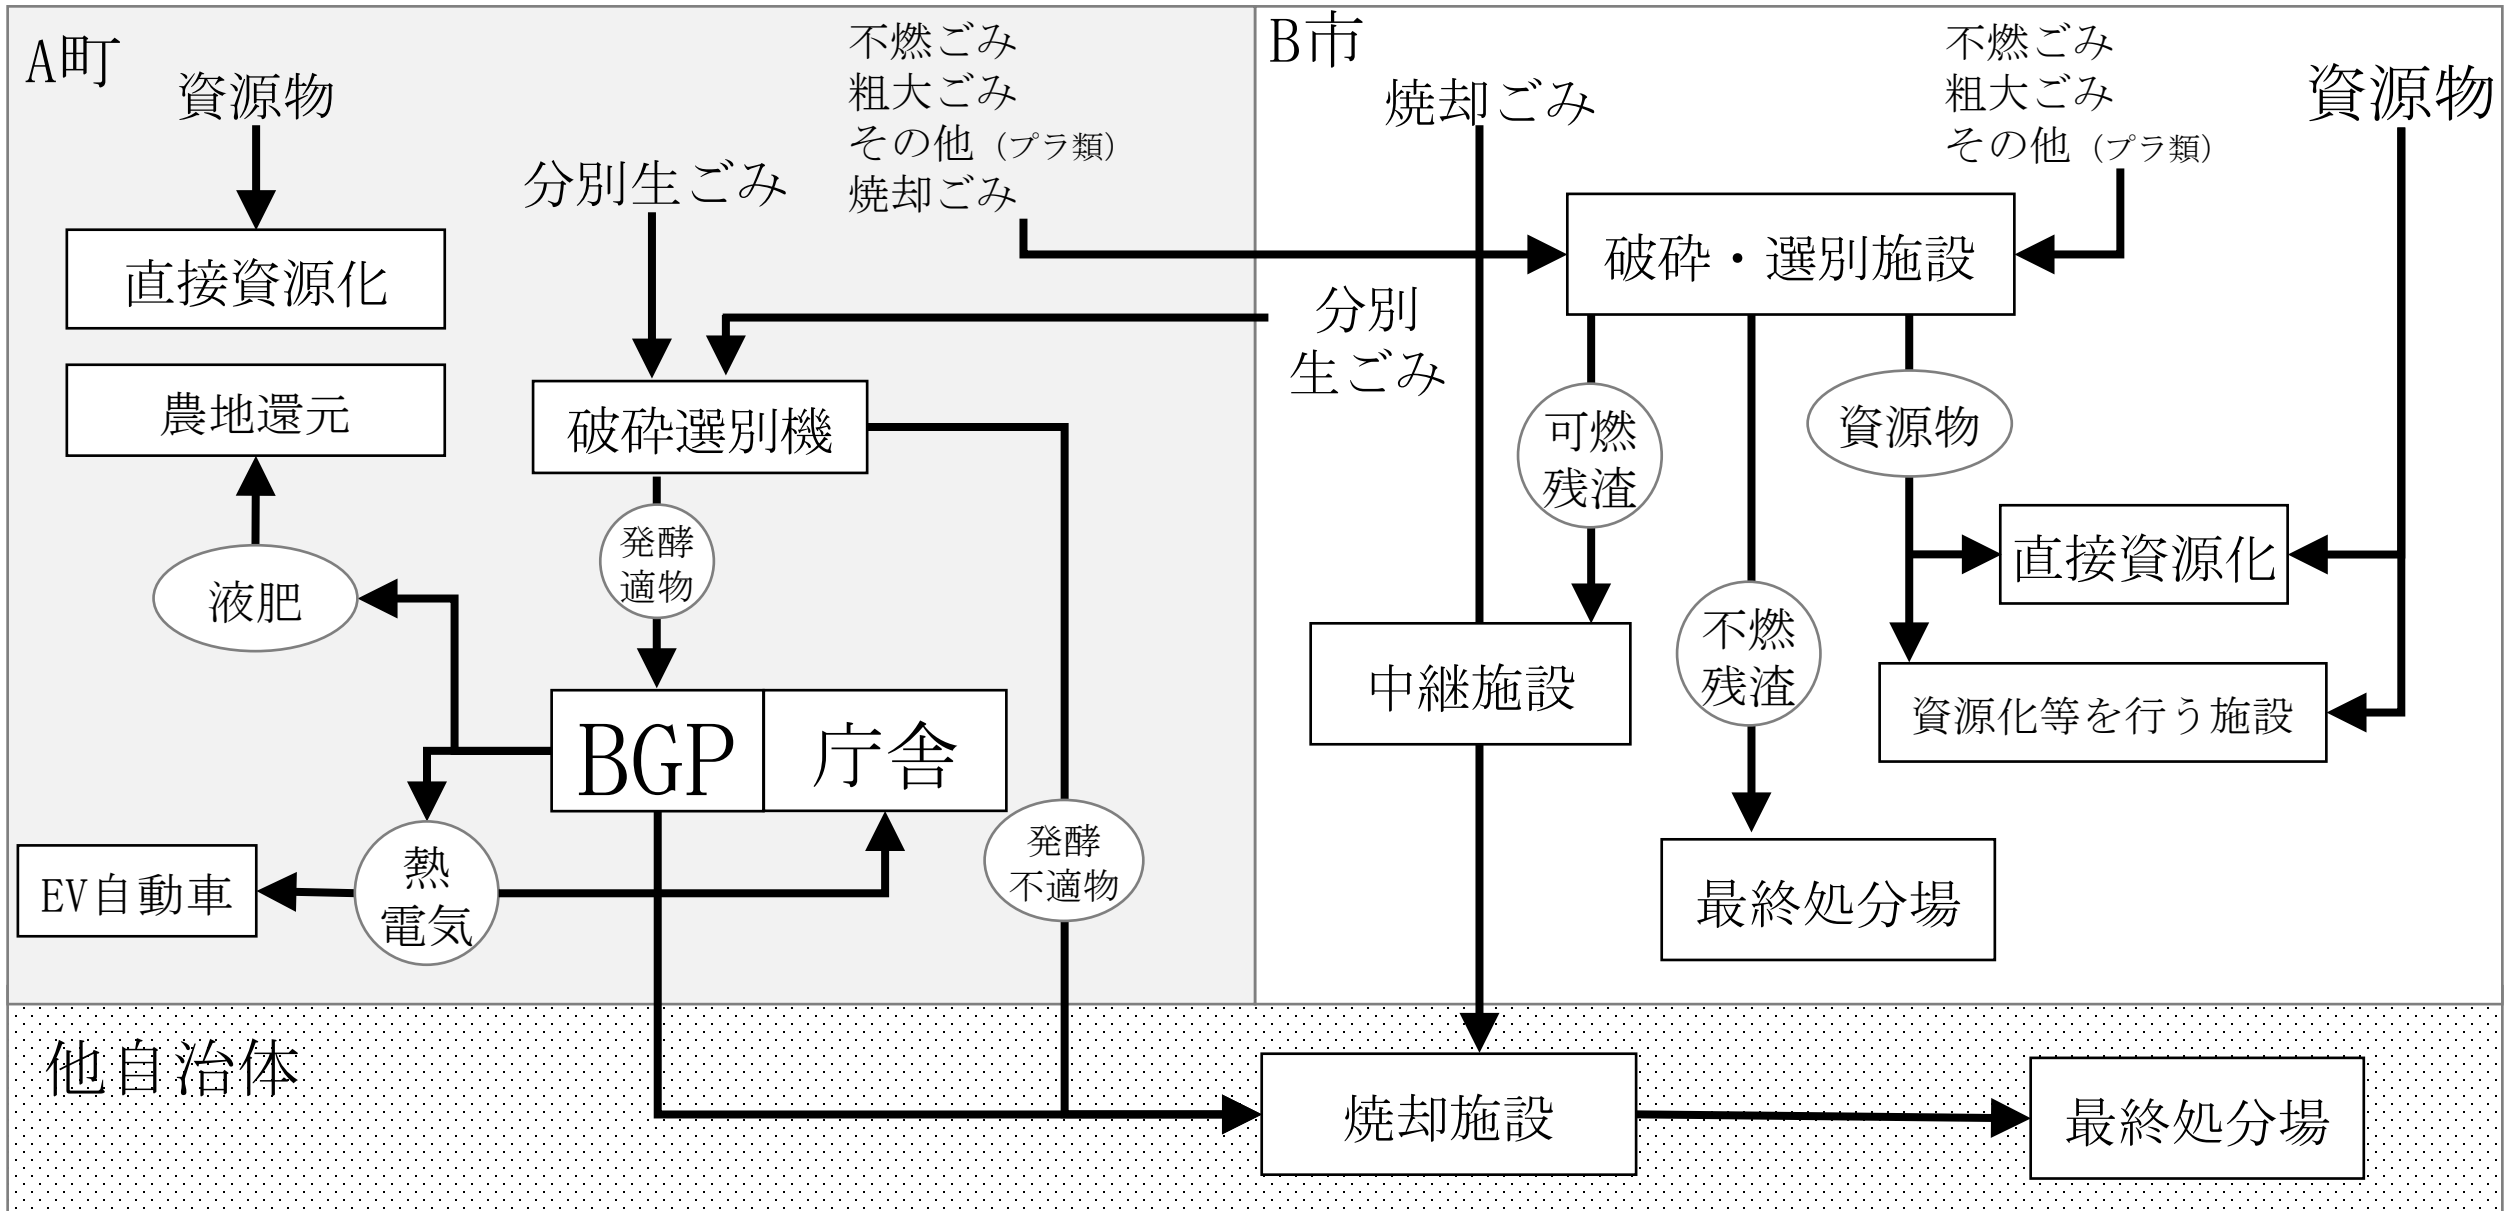 A町
資源物
直接資源化
農地還元
液肥
EV自動車
熱
電気
分別生ごみ
破砕選別機
発酵
適物
BGP
庁舎
不燃ごみ
粗大ごみ
その他（プラ類）
焼却ごみ
発酵
不適物
B市
焼却ごみ
分別
生ごみ
不燃ごみ
粗大ごみ
その他（プラ類）
資源物
破砕・選別施設
可燃
残渣
不燃
残渣
資源物
直接資源化
中継施設
資源化等を行う施設
最終処分場
他自治体
焼却施設
最終処分場